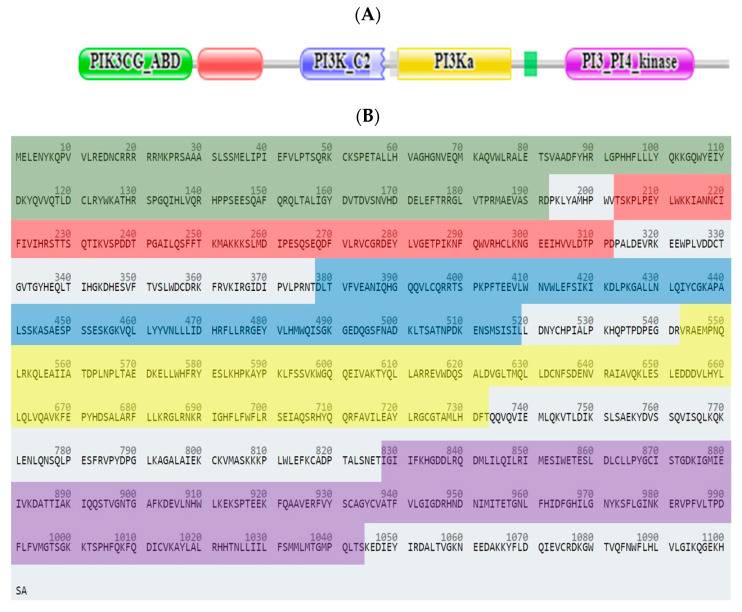 (A)
PIK3CG_ABD PI3K_C2 PI3Ka PI3_PI4_kinase
(B)
10 20 30 40 50 60 70 80 90 100 110
MELENYKQPV VLREDNCRRR RRMKPRSAAA SLSSMELIPI EFVLPTSQRK CKSPETALLH VAGHGNVEQM KAQVWLRALE TSVAADFYHR LGPHHFLLLY QKKGQWYEIY
120 130 140 150 160 170 180 190 200 210 220
DKYQVVQTLD CLRYWKATHR SPGQIHLVQR HPPSEESQAF QRQLTALIGY DVTDVSNVHD DELEFTRRGL VTPRMAEVAS RDPKLYAMHP WVTSKPLPEY LWKKIANNCI
230 240 250 260 270 280 290 300 310 320 330
FIVIHRSTTS QTIKVSPDDT PGAILQSFFT KMAKKKSLMD IPESQSEQDF VLRVCGRDEY LVGETPIKNF QWVRHCLKNG EEIHVVLDTP PDPALDEVRK EEWPLVDDCT
340 350 360 370 380 390 400 410 420 430 440
GVTGYHEQLT IHGKDHESVF TVSLWDCDRK FRVKIRGIDI PVLPRNTDLT VFVEANIQHG QQVLCQRRTS PKPFTEEVLW NVWLEFSIKI KDLPKGALLN LQIYCGKAPA
450 460 470 480 490 500 510 520 530 540 550
LSSKASAESP SSESKGKVQL LYYVNLLLID HRFLLRRGEY VLHMWQISGK GEDQGSFNAD KLTSATNPDK ENSMSISILL DNYCHPIALP KHQPTPDPEG DRVRAEMPNQ
560 570 580 590 600 610 620 630 640 650 660
LRKQLEAIIA TDPLNPLTAE DKELLWHFRY ESLKHPKAYP KLFSSVKWGQ QEIVAKTYQL LARREVWDQS ALDVGLTMQL LDCNFSDENV RAIAVQKLES LEDDDVLHYL
670 680 690 700 710 720 730 740 750 760 770
LQLVQAVKFE PYHDSALARF LLKRGLRNKR IGHFLFWFLR SEIAQSRHYQ QRFAVILEAY LRGCGTAMLH DFTQQVQVIE MLQKVTLDIK SLSAEKYDVS SQVISQLKQK
780 790 800 810 820 830 840 850 860 870 880
LENLQNSQLP ESFRVPYDPG LKAGALAIEK CKVMASKKKP LWLEFKCADP TALSNETIGI IFKHGDDLRQ DMLILQILRI MESIWETESL DLCLLPYGCI STGDKIGMIE
890 900 910 920 930 940 950 960 970 980 990
IVKDATTIAK IQQSTVGNTG AFKDEVLNHW LKEKSPTEEK FQAAVERFVY SCAGYCVATF VLGIGDRHND NIMITETGNL FHIDFGHILG NYKSFLGINK ERVPFVLTPD
1000 1010 1020 1030 1040 1050 1060 1070 1080 1090 1100
FLFVMGTSGK KTSPHFQKFQ DICVKAYLAL RHHTNLLIIL FSMMLMTGMP QLTSKEDIEY IRDALTVGKN EEDAKKYFLD QIEVCRDKGW TVQFNWFLHL VLGIKQGEKH
SA